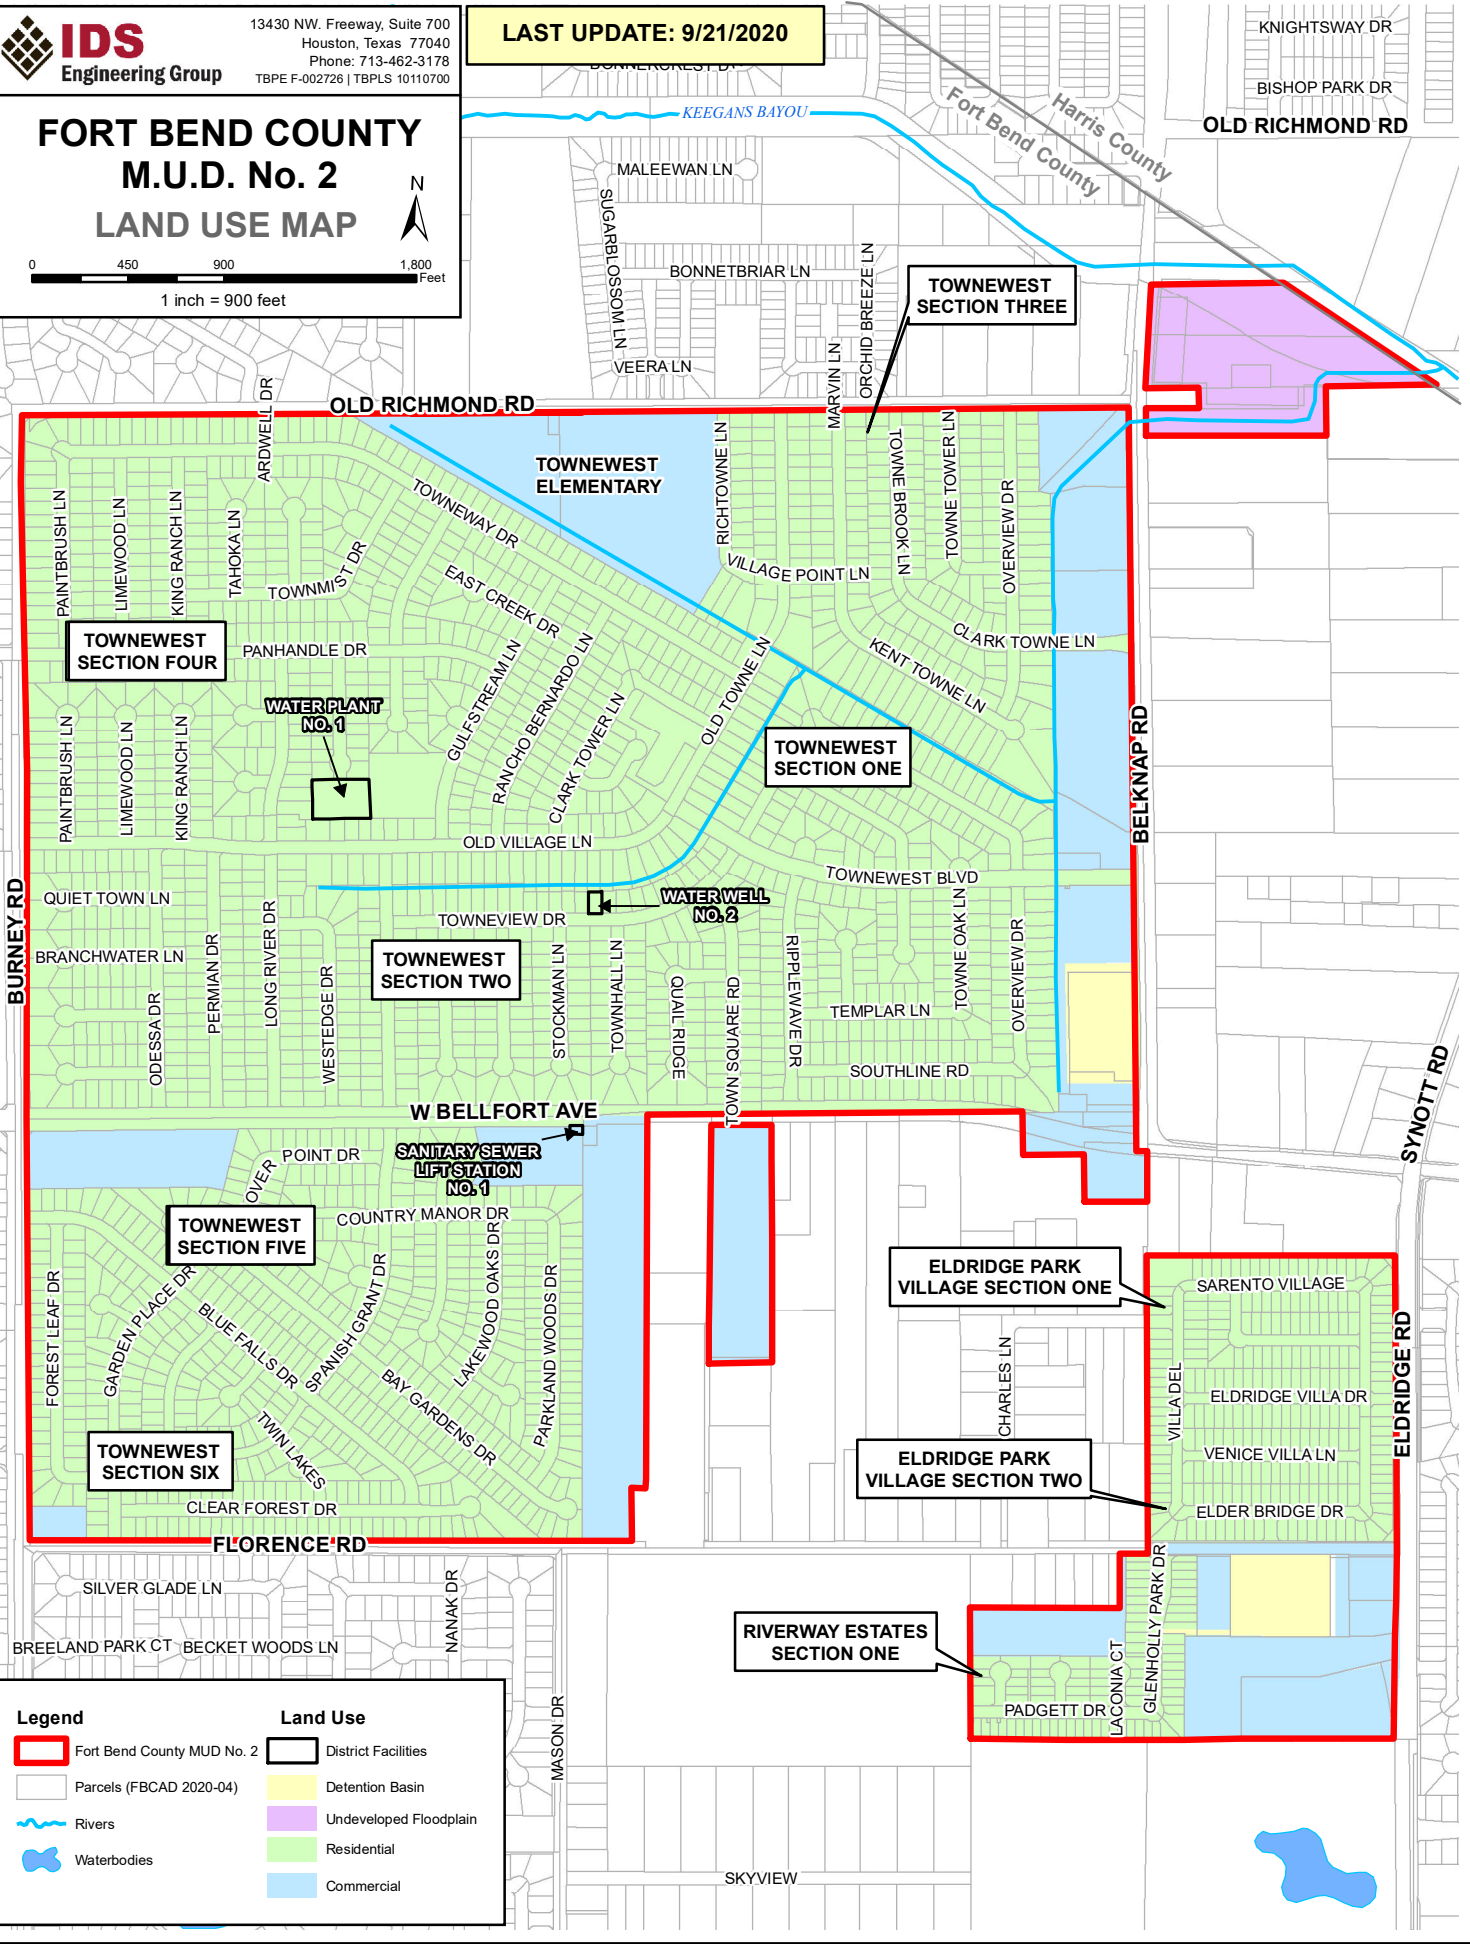 IDS
Engineering Group
13430 NW. Freeway, Suite 700
Houston, Texas 77040
Phone: 713-462-3178
TBPE F-002726 | TBPLS 10110700
LAST UPDATE: 9/21/2020
FORT BEND COUNTY
M.U.D. No. 2
LAND USE MAP
N
0 450 900 1,800
Feet
1 inch = 900 feet
KNIGHTSWAY DR
BISHOP PARK DR
OLD RICHMOND RD
KEEGANS BAYOU
Harris County
Fort Bend County
MALEEWAN LN
SUGARBLOSSOM LN
BONNETBRIAR LN
ORCHID BREEZE LN
MARVIN LN
VEERA LN
TOWNEWEST
SECTION THREE
ARDWELL DR
OLD RICHMOND RD
TOWNEWEST
ELEMENTARY
RICHTOWNE LN
TOWNE BROOK LN
TOWNE TOWER LN
OVERVIEW DR
PAINTBRUSH LN
LIMEWOOD LN
KING RANCH LN
TAHOKA LN
TOWNMIST DR
TOWNEWAY DR
EAST CREEK DR
VILLAGE POINT LN
CLARK TOWNE LN
KENT TOWNE LN
TOWNEWEST
SECTION FOUR
PANHANDLE DR
GULFSTREAM LN
RANCHO BERNARDO LN
CLARK TOWER LN
OLD TOWNE LN
WATER PLANT
NO. 1
PAINTBRUSH LN
LIMEWOOD LN
KING RANCH LN
TOWNEWEST
SECTION ONE
BELKNAP RD
OLD VILLAGE LN
TOWNEWEST BLVD
BURNEY RD
QUIET TOWN LN
WATER WELL
NO. 2
TOWNEVIEW DR
BRANCHWATER LN
PERMIAN DR
LONG RIVER DR
WESTEDGE DR
ODESSA DR
TOWNEWEST
SECTION TWO
STOCKMAN LN
TOWNHALL LN
QUAIL RIDGE
TOWN SQUARE RD
RIPPLEWAVE DR
TOWNE OAK LN
OVERVIEW DR
TEMPLAR LN
SOUTHLINE RD
SYNOTT RD
W BELLFORT AVE
SANITARY SEWER
LIFT STATION
NO. 1
OVER
POINT DR
COUNTRY MANOR DR
TOWNEWEST
SECTION FIVE
FOREST LEAF DR
GARDEN PLACE DR
BLUE FALLS DR
SPANISH GRANT DR
LAKEWOOD OAKS DR
PARKLAND WOODS DR
BAY GARDENS DR
TWIN LAKES
TOWNEWEST
SECTION SIX
CLEAR FOREST DR
FLORENCE RD
ELDRIDGE PARK
VILLAGE SECTION ONE
SARENTO VILLAGE
VILLA DEL
ELDRIDGE VILLA DR
VENICE VILLA LN
ELDER BRIDGE DR
ELDRIDGE RD
CHARLES LN
ELDRIDGE PARK
VILLAGE SECTION TWO
SILVER GLADE LN
NANAK DR
BREELAND PARK CT
BECKET WOODS LN
RIVERWAY ESTATES
SECTION ONE
PADGETT DR
LACONIA CT
GLENHOLLY PARK DR
MASON DR
SKYVIEW
Legend
Fort Bend County MUD No. 2
Parcels (FBCAD 2020-04)
Rivers
Waterbodies
Land Use
District Facilities
Detention Basin
Undeveloped Floodplain
Residential
Commercial